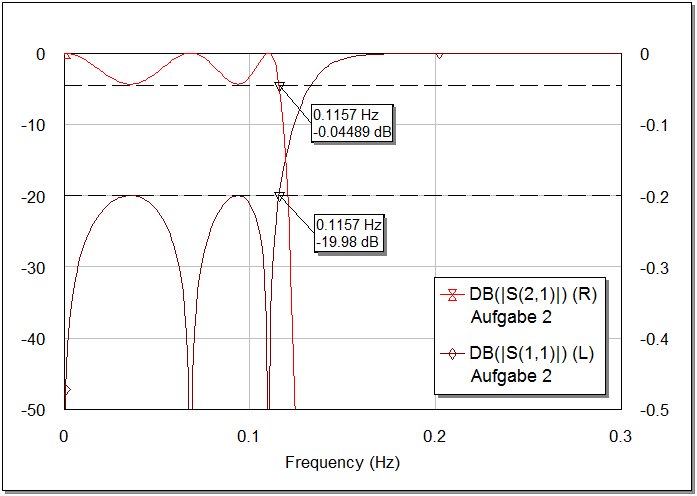 0
-10
-20
-30
-40
-50
0
-0.1
-0.2
-0.3
-0.4
-0.5
0.1157 Hz
-0.04489 dB
0.1157 Hz
-19.98 dB
DB(|S(2,1)|) (R)
Aufgabe 2
DB(|S(1,1)|) (L)
Aufgabe 2
0 0.1 0.2 0.3
Frequency (Hz)